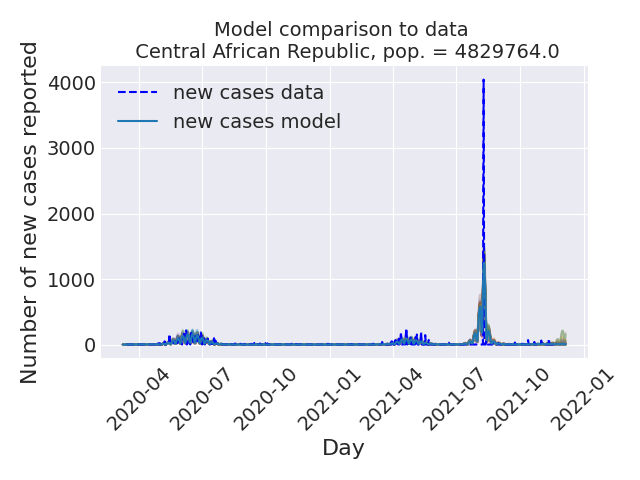 Model comparison to data
Central African Republic, pop. = 4829764.0
new cases data
new cases model
Number of new cases reported
4000
3000
2000
1000
0
2020-04
2020-07
2020-10
2021-01
2021-04
2021-07
2021-10
2022-01
Day